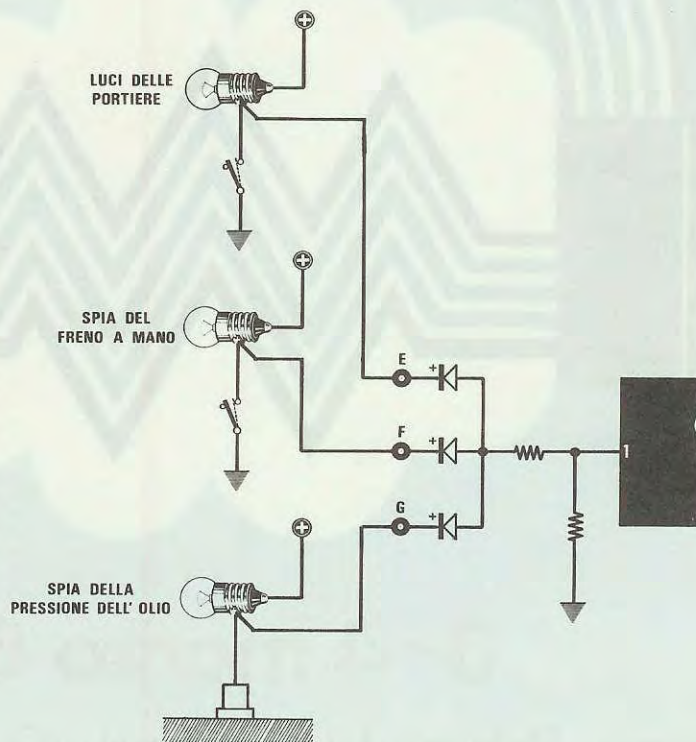 LUCI DELLE
PORTIERE
SPIA DEL
FRENO A MANO
E
+
F
+
1
G
+
SPIA DELLA
PRESSIONE DELL' OLIO